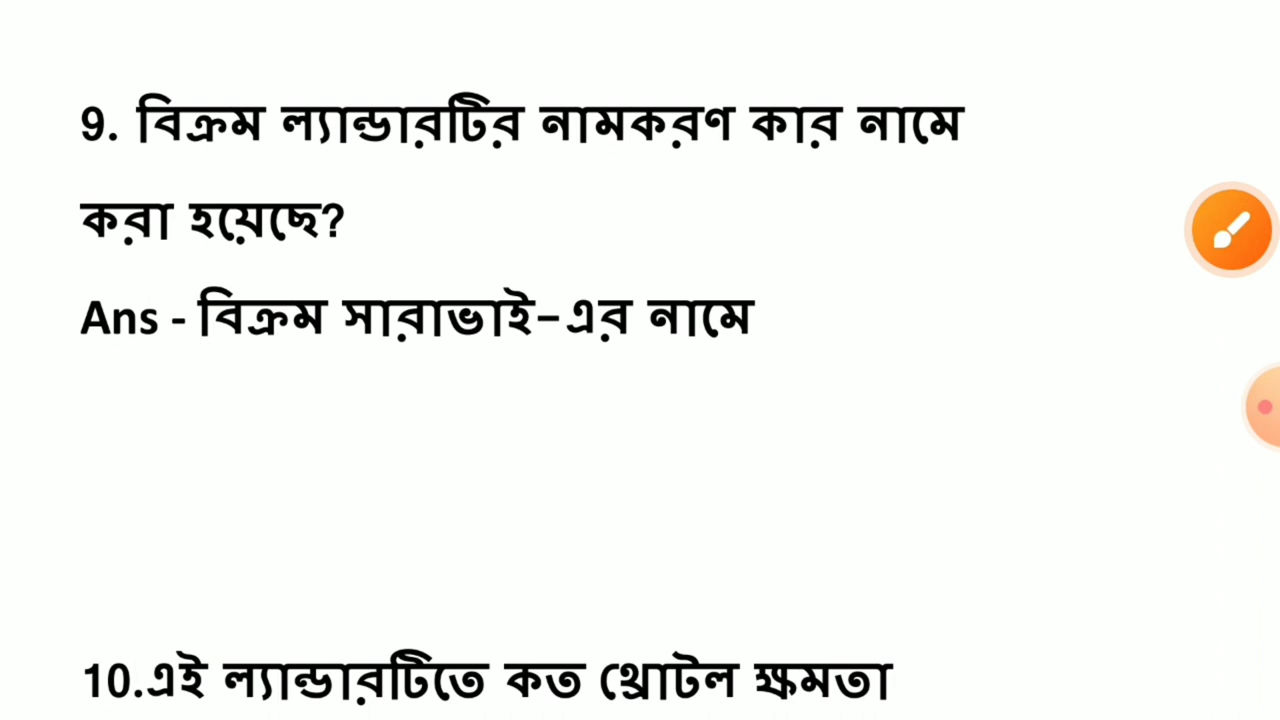 9. বিক্রম ল্যান্ডারটির নামকরণ কার নামে
করা হয়েছে?
Ans - বিক্রম সারাভাই-এর নামে
10.এই ল্যান্ডারটিতে কত থ্রোটল ক্ষমতা